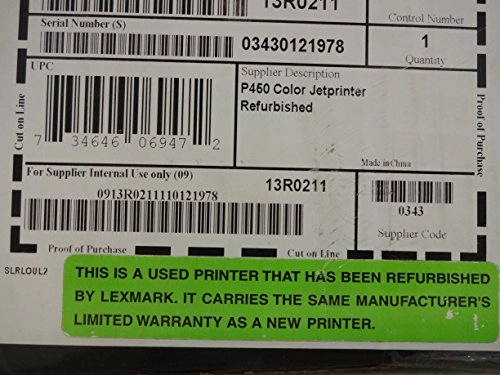 13R0211
Control Number
Serial Number (S)
03430121978
1
Quantity
UPC
Supplier Description
P450 Color Jetprinter
Refurbished
7 34646 06947 2
Cut on Line
Proof of Purchase
Made in China
For Supplier Internal Use only (09)
13R0211
0913R0211110121978
0343
Supplier Code
Proof of Purchase
Cut on Line
SLRLOUL2
THIS IS A USED PRINTER THAT HAS BEEN REFURBISHED
BY LEXMARK. IT CARRIES THE SAME MANUFACTURER'S
LIMITED WARRANTY AS A NEW PRINTER.